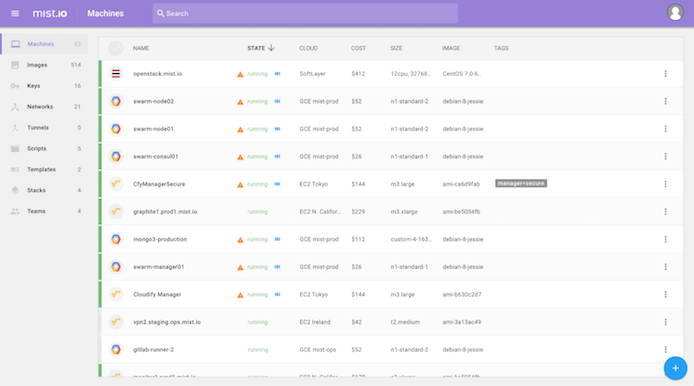 mist.io Machines Search
Machines 52
Images 514
Keys 16
Networks 21
Tunnels 0
Scripts 5
Templates 2
Stacks 4
Teams 4
NAME STATE CLOUD COST SIZE IMAGE TAGS
openstack.mist.io running SoftLayer $412 12cpu, 32768... CentOS 7.0-6...
swarm-node02 running GCE mist-prod $52 n1-standard-2 debian-8-jessie
swarm-node01 running GCE mist-prod $52 n1-standard-2 debian-8-jessie
swarm-consul01 running GCE mist-prod $26 n1-standard-1 debian-8-jessie
CfyManagerSecure running EC2 Tokyo $144 m3.large ami-ca6d9fab manager=secure
graphite1.prod1.mist.io running EC2 N. Califor... $229 m3.xlarge ami-be5054fb
mongo3-production running GCE mist-prod $112 custom-4-163... debian-8-jessie
swarm-manager01 running GCE mist-prod $26 n1-standard-1 debian-8-jessie
Cloudify Manager running EC2 Tokyo $144 m3.large ami-b630c2d7
vpn2.staging.ops.mist.io running EC2 Ireland $42 t2.medium ami-3a13ac49
gitlab-runner-2 running GCE mist-ops $52 n1-standard-2 debian-8-jessie